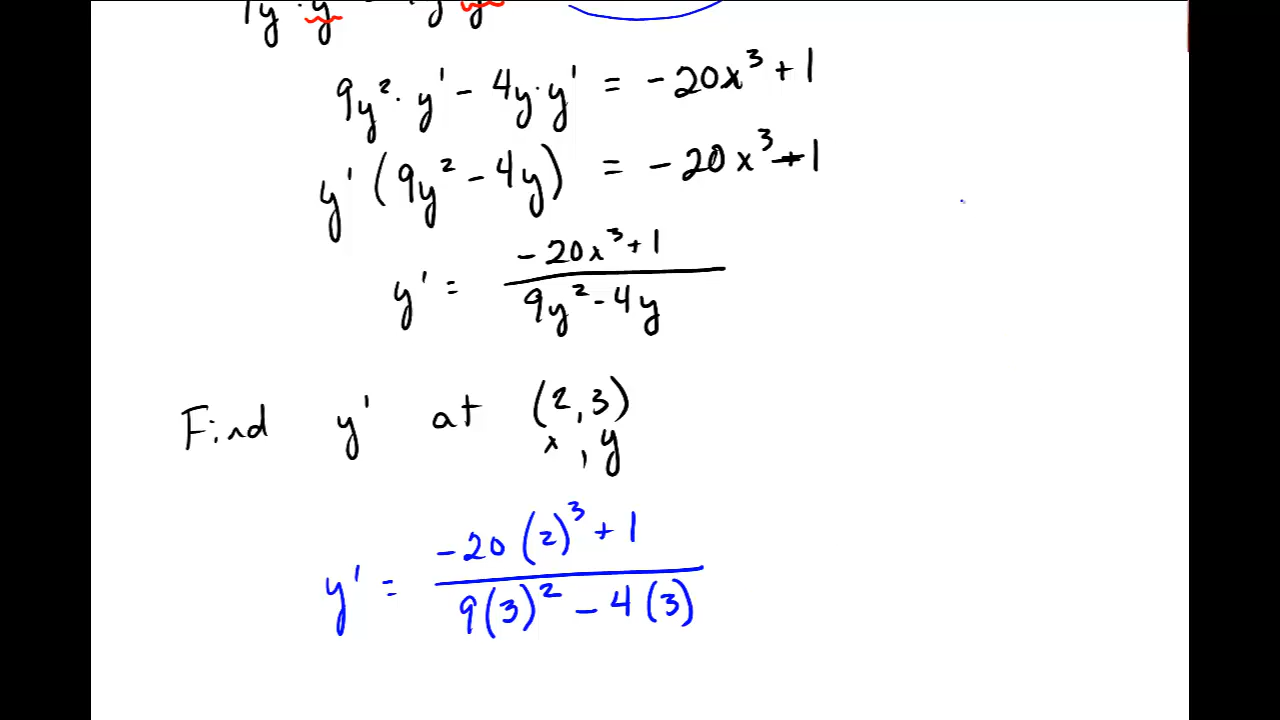 9y² · y' - 4y · y' = -20x³ + 1
y' (9y² - 4y) = -20x³ + 1
y' = (-20x³ + 1) / (9y² - 4y)
Find y' at (2, 3)
x , y
y' = (-20(2)³ + 1) / (9(3)² - 4(3))